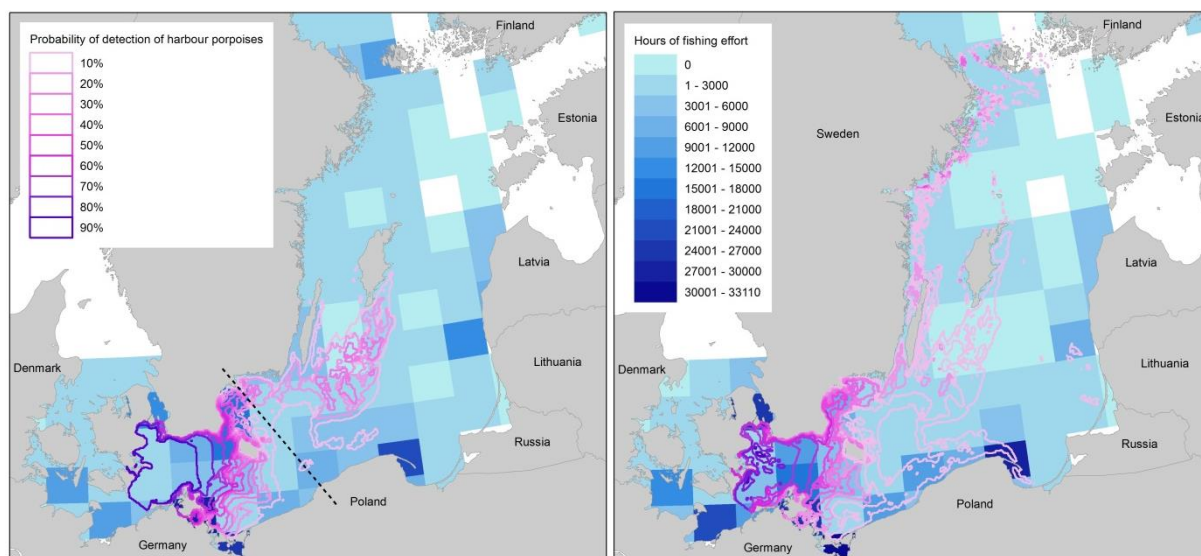 Probability of detection of harbour porpoises
10%
20%
30%
40%
50%
60%
70%
80%
90%
Finland
Estonia
Latvia
Lithuania
Russia
Poland
Germany
Denmark
Hours of fishing effort
0
1 - 3000
3001 - 6000
6001 - 9000
9001 - 12000
12001 - 15000
15001 - 18000
18001 - 21000
21001 - 24000
24001 - 27000
27001 - 30000
30001 - 33110
Finland
Sweden
Estonia
Latvia
Lithuania
Russia
Poland
Germany
Denmark